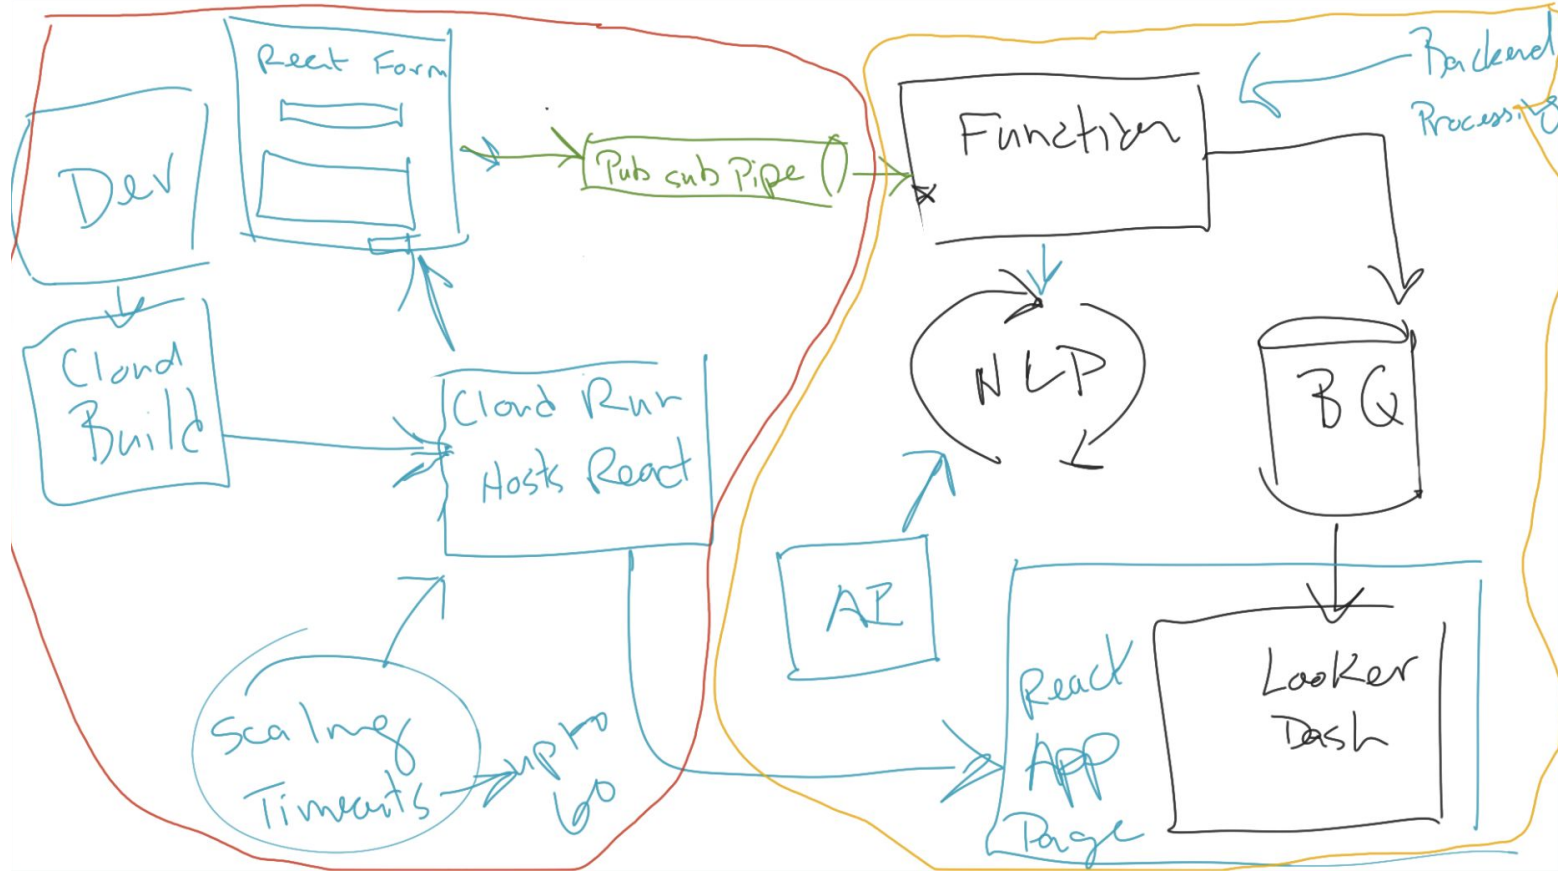 React Form
Dev
Cloud
Build
Cloud Run
Hosts React
Scaling
Timeouts
up to
60
Pub sub Pipe
Function
Backend
Processing
NLP
BQ
AI
React
App
Page
Looker
Dash